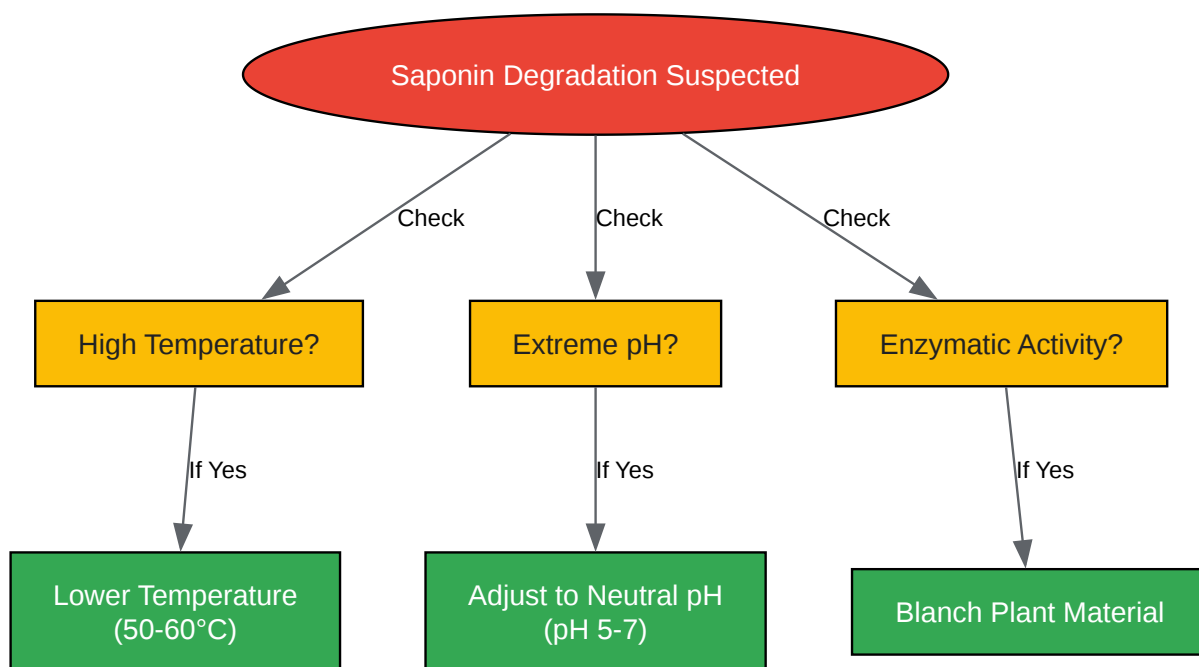 Saponin Degradation Suspected
Check
Check
Check
High Temperature?
Extreme pH?
Enzymatic Activity?
If Yes
If Yes
If Yes
Lower Temperature
(50-60°C)
Adjust to Neutral pH
(pH 5-7)
Blanch Plant Material